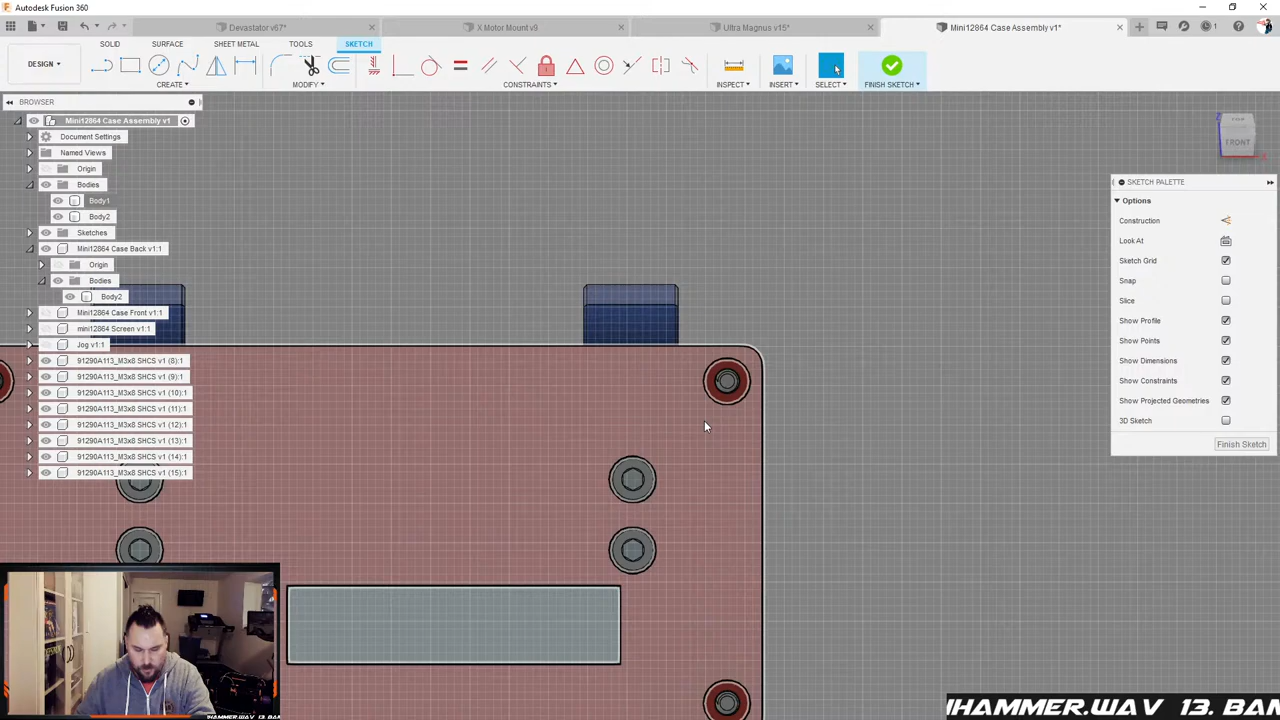 Autodesk Fusion 360
Devastator v67*
X Motor Mount v9
Ultra Magnus v15*
Mini12864 Case Assembly v1*
1
SOLID
SURFACE
SHEET METAL
TOOLS
SKETCH
DESIGN
CREATE
MODIFY
CONSTRAINTS
INSPECT
INSERT
SELECT
FINISH SKETCH
BROWSER
Mini12864 Case Assembly v1
Document Settings
Named Views
Origin
Bodies
Body1
Body2
Sketches
Mini12864 Case Back v1:1
Origin
Bodies
Body2
Mini12864 Case Front v1:1
mini12864 Screen v1:1
Jog v1:1
91290A113_M3x8 SHCS v1 (8):1
91290A113_M3x8 SHCS v1 (9):1
91290A113_M3x8 SHCS v1 (10):1
91290A113_M3x8 SHCS v1 (11):1
91290A113_M3x8 SHCS v1 (12):1
91290A113_M3x8 SHCS v1 (13):1
91290A113_M3x8 SHCS v1 (14):1
91290A113_M3x8 SHCS v1 (15):1
TOP
FRONT
Z
X
SKETCH PALETTE
Options
Construction
Look At
Sketch Grid
Snap
Slice
Show Profile
Show Points
Show Dimensions
Show Constraints
Show Projected Geometries
3D Sketch
Finish Sketch